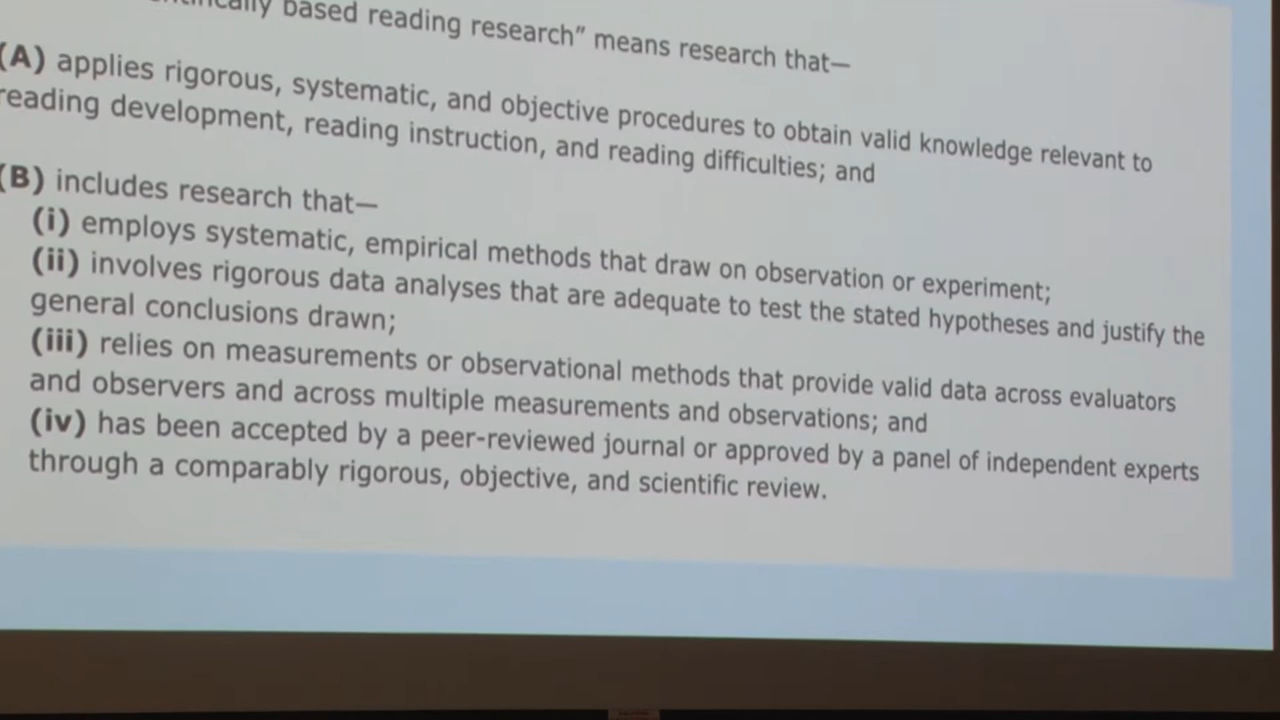 based reading research” means research that—
(A) applies rigorous, systematic, and objective procedures to obtain valid knowledge relevant to
reading development, reading instruction, and reading difficulties; and
(B) includes research that—
(i) employs systematic, empirical methods that draw on observation or experiment;
(ii) involves rigorous data analyses that are adequate to test the stated hypotheses and justify the
general conclusions drawn;
(iii) relies on measurements or observational methods that provide valid data across evaluators
and observers and across multiple measurements and observations; and
(iv) has been accepted by a peer-reviewed journal or approved by a panel of independent experts
through a comparably rigorous, objective, and scientific review.